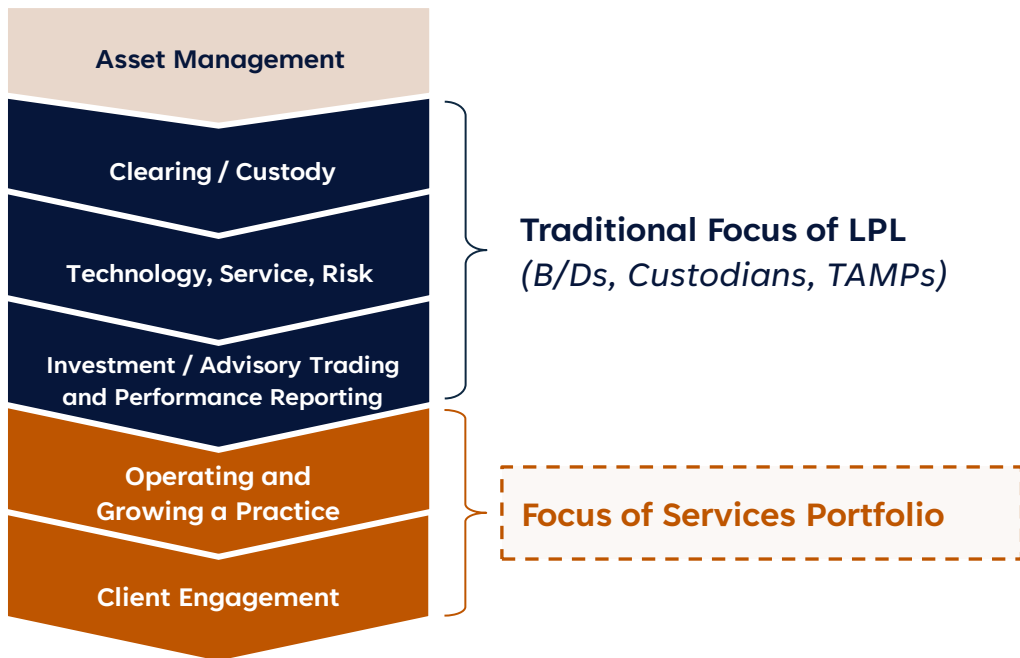 Asset Management
Clearing / Custody
Technology, Service, Risk
Investment / Advisory Trading
and Performance Reporting
Traditional Focus of LPL
(B/Ds, Custodians, TAMPs)
Operating and
Growing a Practice
Client Engagement
Focus of Services Portfolio